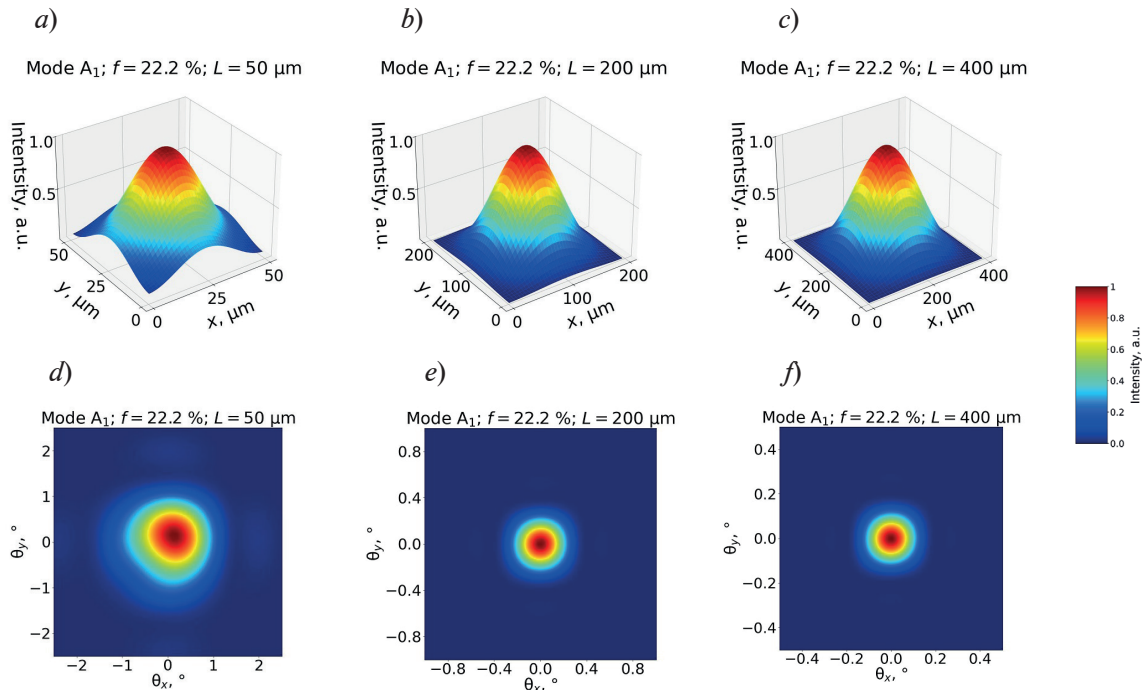 a)
b)
c)
Mode A₁; f = 22.2 %; L = 50 μm
Mode A₁; f = 22.2 %; L = 200 μm
Mode A₁; f = 22.2 %; L = 400 μm
Intentsity, a.u.
1.0
0.5
50
25
0
y, μm
0
25
50
x, μm
Intentsity, a.u.
1.0
0.5
200
100
0
y, μm
0
100
200
x, μm
Intentsity, a.u.
1.0
0.5
400
200
0
y, μm
0
200
400
x, μm
1
0.8
0.6
0.4
0.2
0.0
Intensity, a.u.
d)
e)
f)
Mode A₁; f = 22.2 %; L = 50 μm
Mode A₁; f = 22.2 %; L = 200 μm
Mode A₁; f = 22.2 %; L = 400 μm
θy, °
2
1
0
−1
−2
−2 −1 0 1 2
θx, °
θy, °
0.8
0.4
0.0
−0.4
−0.8
−0.8 −0.4 0.0 0.4 0.8
θx, °
θy, °
0.4
0.2
0.0
−0.2
−0.4
−0.4 −0.2 0.0 0.2 0.4
θx, °